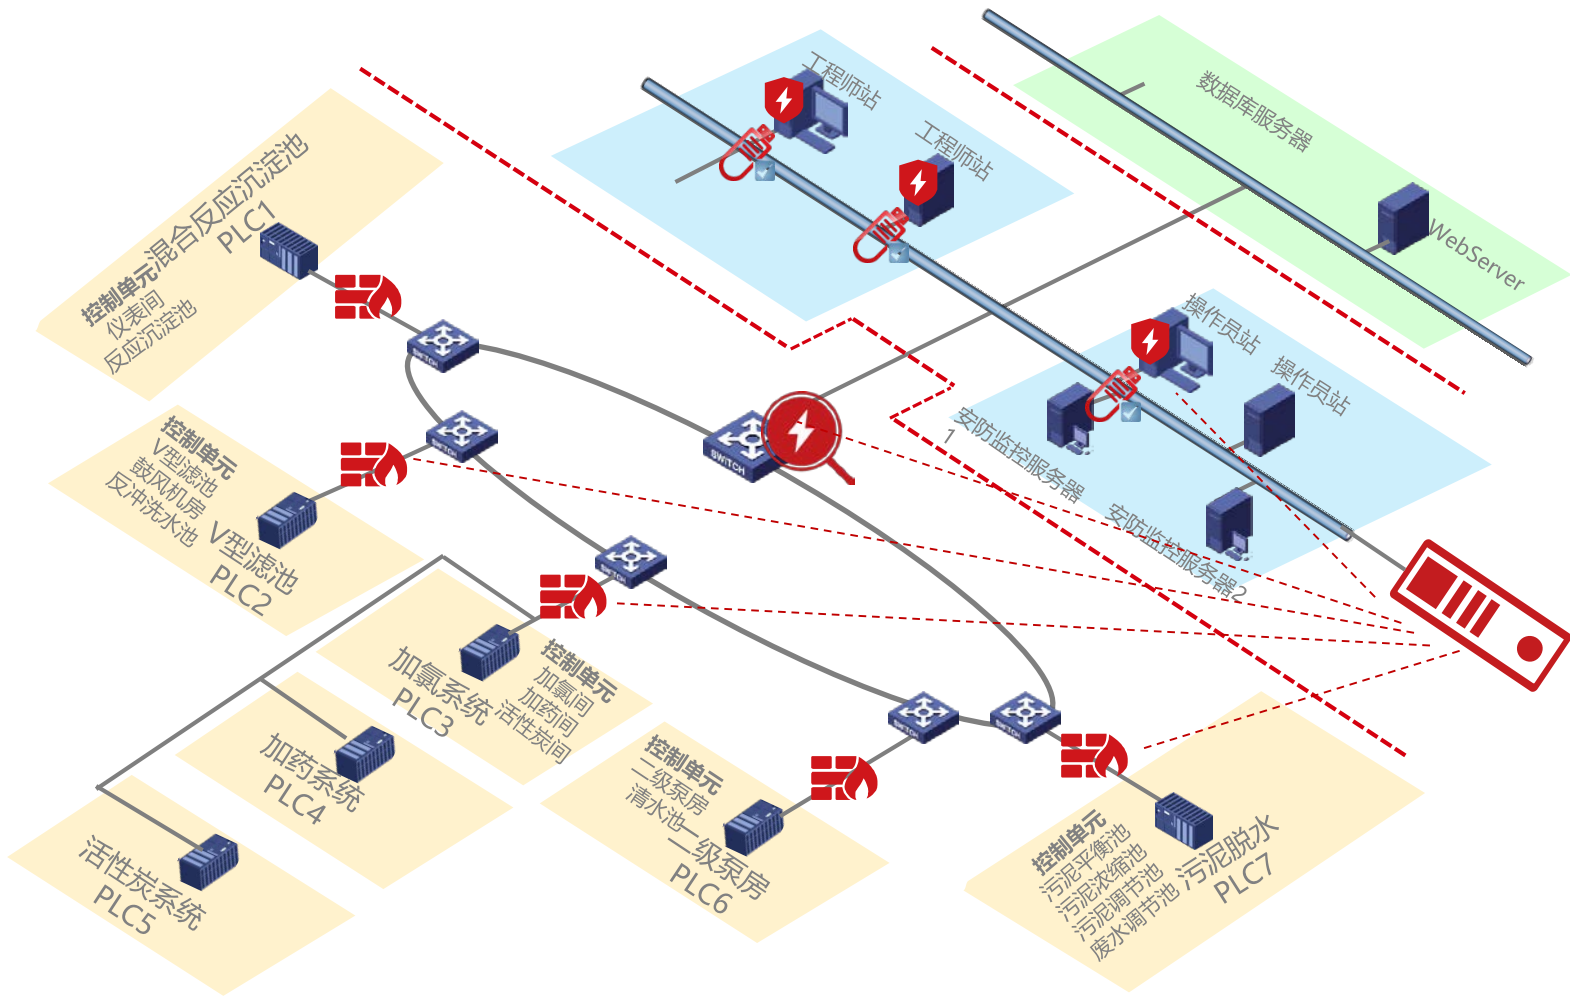 工程师站
工程师站
数据库服务器
WebServer
混合反应沉淀池
PLC1
控制单元
仪表间
反应沉淀池
SWITCH
操作员站
操作员站
安防监控服务器
1
安防监控服务器2
控制单元
V型滤池
鼓风机房
反冲洗水池
V型滤池
PLC2
SWITCH
SWITCH
SWITCH
控制单元
加氯间
加药间
活性炭间
加氯系统
PLC3
加药系统
PLC4
活性炭系统
PLC5
SWITCH
SWITCH
控制单元
二级泵房
清水池
二级泵房
PLC6
控制单元
污泥平衡池
污泥浓缩池
污泥调节池
废水调节池
污泥脱水
PLC7